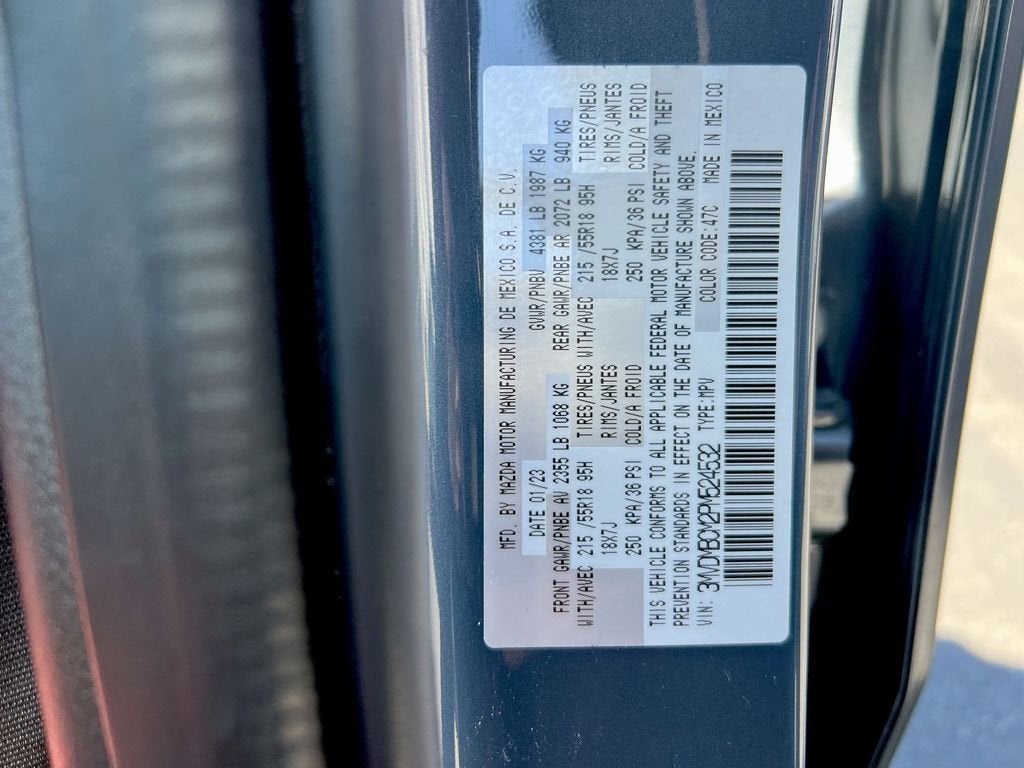 MFD. BY MAZDA MOTOR MANUFACTURING DE MEXICO S.A. DE C.V.
DATE 01/23 GVWR/PNBV 4381 LB 1987 KG
FRONT GAWR/PNBE AV 2355 LB 1068 KG REAR GAWR/PNBE AR 2072 LB 940 KG
WITH/AVEC 215 /55R18 95H TIRES/PNEUS WITH/AVEC 215 /55R18 95H TIRES/PNEUS
18X7J RIMS/JANTES 18X7J RIMS/JANTES
250 KPA/36 PSI COLD/A FROID 250 KPA/36 PSI COLD/A FROID
THIS VEHICLE CONFORMS TO ALL APPLICABLE FEDERAL MOTOR VEHICLE SAFETY AND THEFT
PREVENTION STANDARDS IN EFFECT ON THE DATE OF MANUFACTURE SHOWN ABOVE.
VIN: 3MVDMBCM2PM524532 TYPE:MPV COLOR CODE:47C MADE IN MEXICO